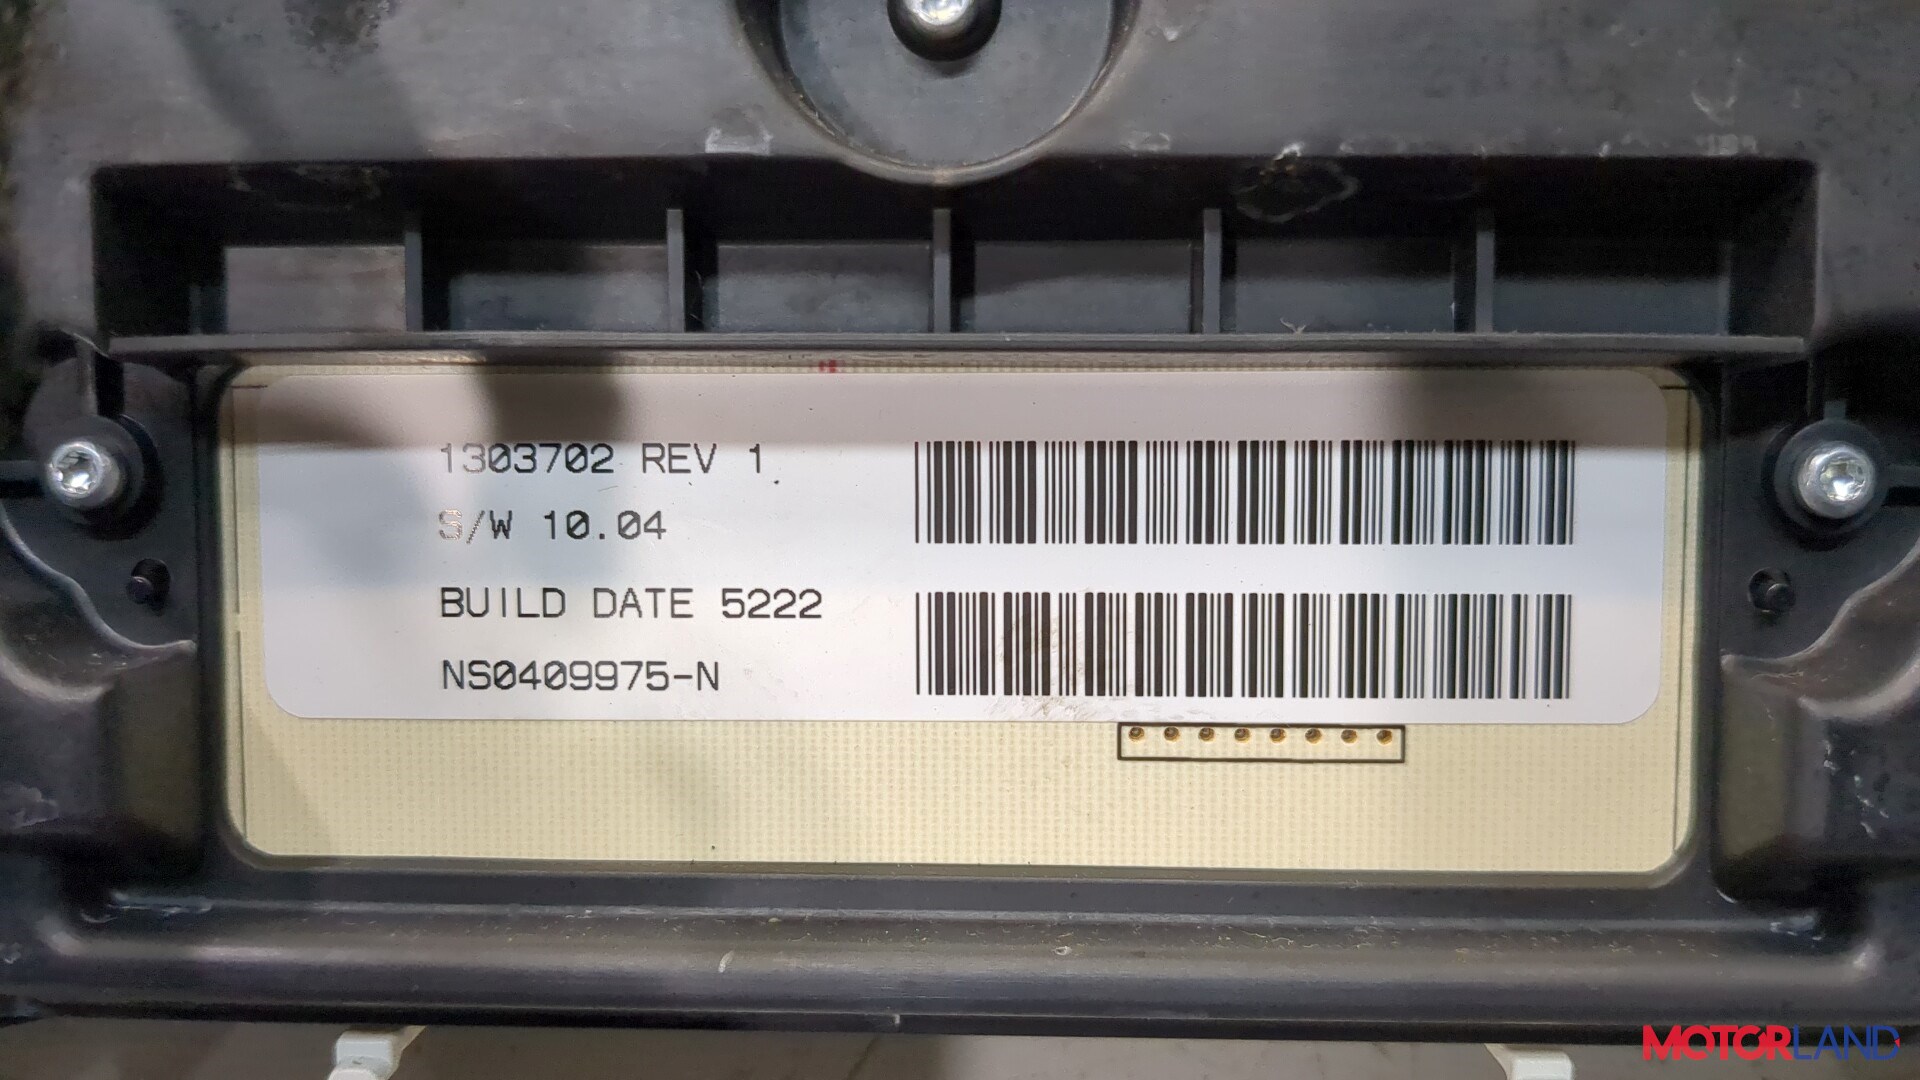 1303702 REV 1
S/W 10.04
BUILD DATE 5222
NS0409975-N
MOTORLAND